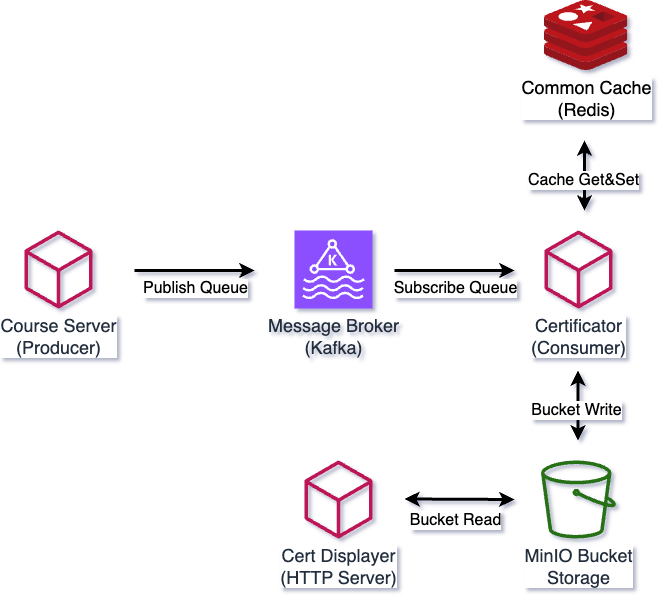 Common Cache
(Redis)
Cache Get&Set
K
Publish Queue
Subscribe Queue
Course Server
(Producer)
Message Broker
(Kafka)
Certificator
(Consumer)
Bucket Write
Bucket Read
Cert Displayer
(HTTP Server)
MinIO Bucket
Storage